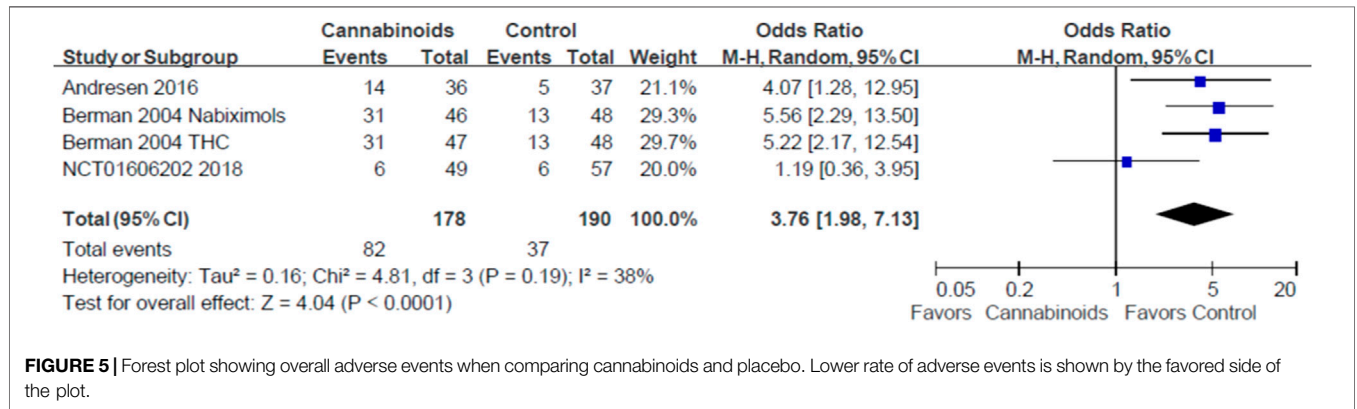 Cannabinoids Control Odds Ratio Odds Ratio
Study or Subgroup Events Total Events Total Weight M-H, Random, 95% CI M-H, Random, 95% CI
Andresen 2016 14 36 5 37 21.1% 4.07 [1.28, 12.95]
Berman 2004 Nabiximols 31 46 13 48 29.3% 5.56 [2.29, 13.50]
Berman 2004 THC 31 47 13 48 29.7% 5.22 [2.17, 12.54]
NCT01606202 2018 6 49 6 57 20.0% 1.19 [0.36, 3.95]
Total (95% CI) 178 190 100.0% 3.76 [1.98, 7.13]
Total events 82 37
Heterogeneity: Tau² = 0.16; Chi² = 4.81, df = 3 (P = 0.19); I² = 38%
Test for overall effect: Z = 4.04 (P < 0.0001)
0.05 0.2 1 5 20
Favors Cannabinoids Favors Control
FIGURE 5 | Forest plot showing overall adverse events when comparing cannabinoids and placebo. Lower rate of adverse events is shown by the favored side of
the plot.